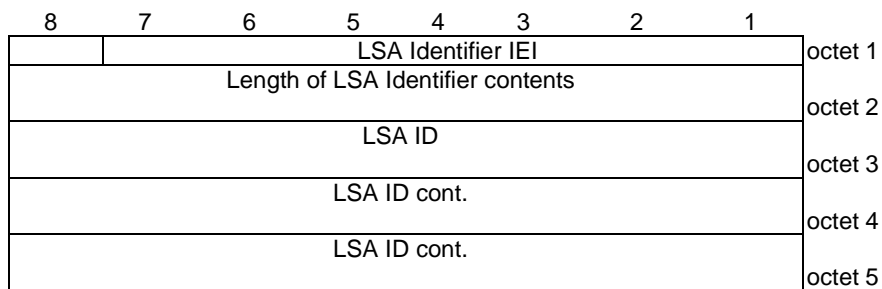 8 7 6 5 4 3 2 1
LSA Identifier IEI octet 1
Length of LSA Identifier contents
octet 2
LSA ID
octet 3
LSA ID cont.
octet 4
LSA ID cont.
octet 5